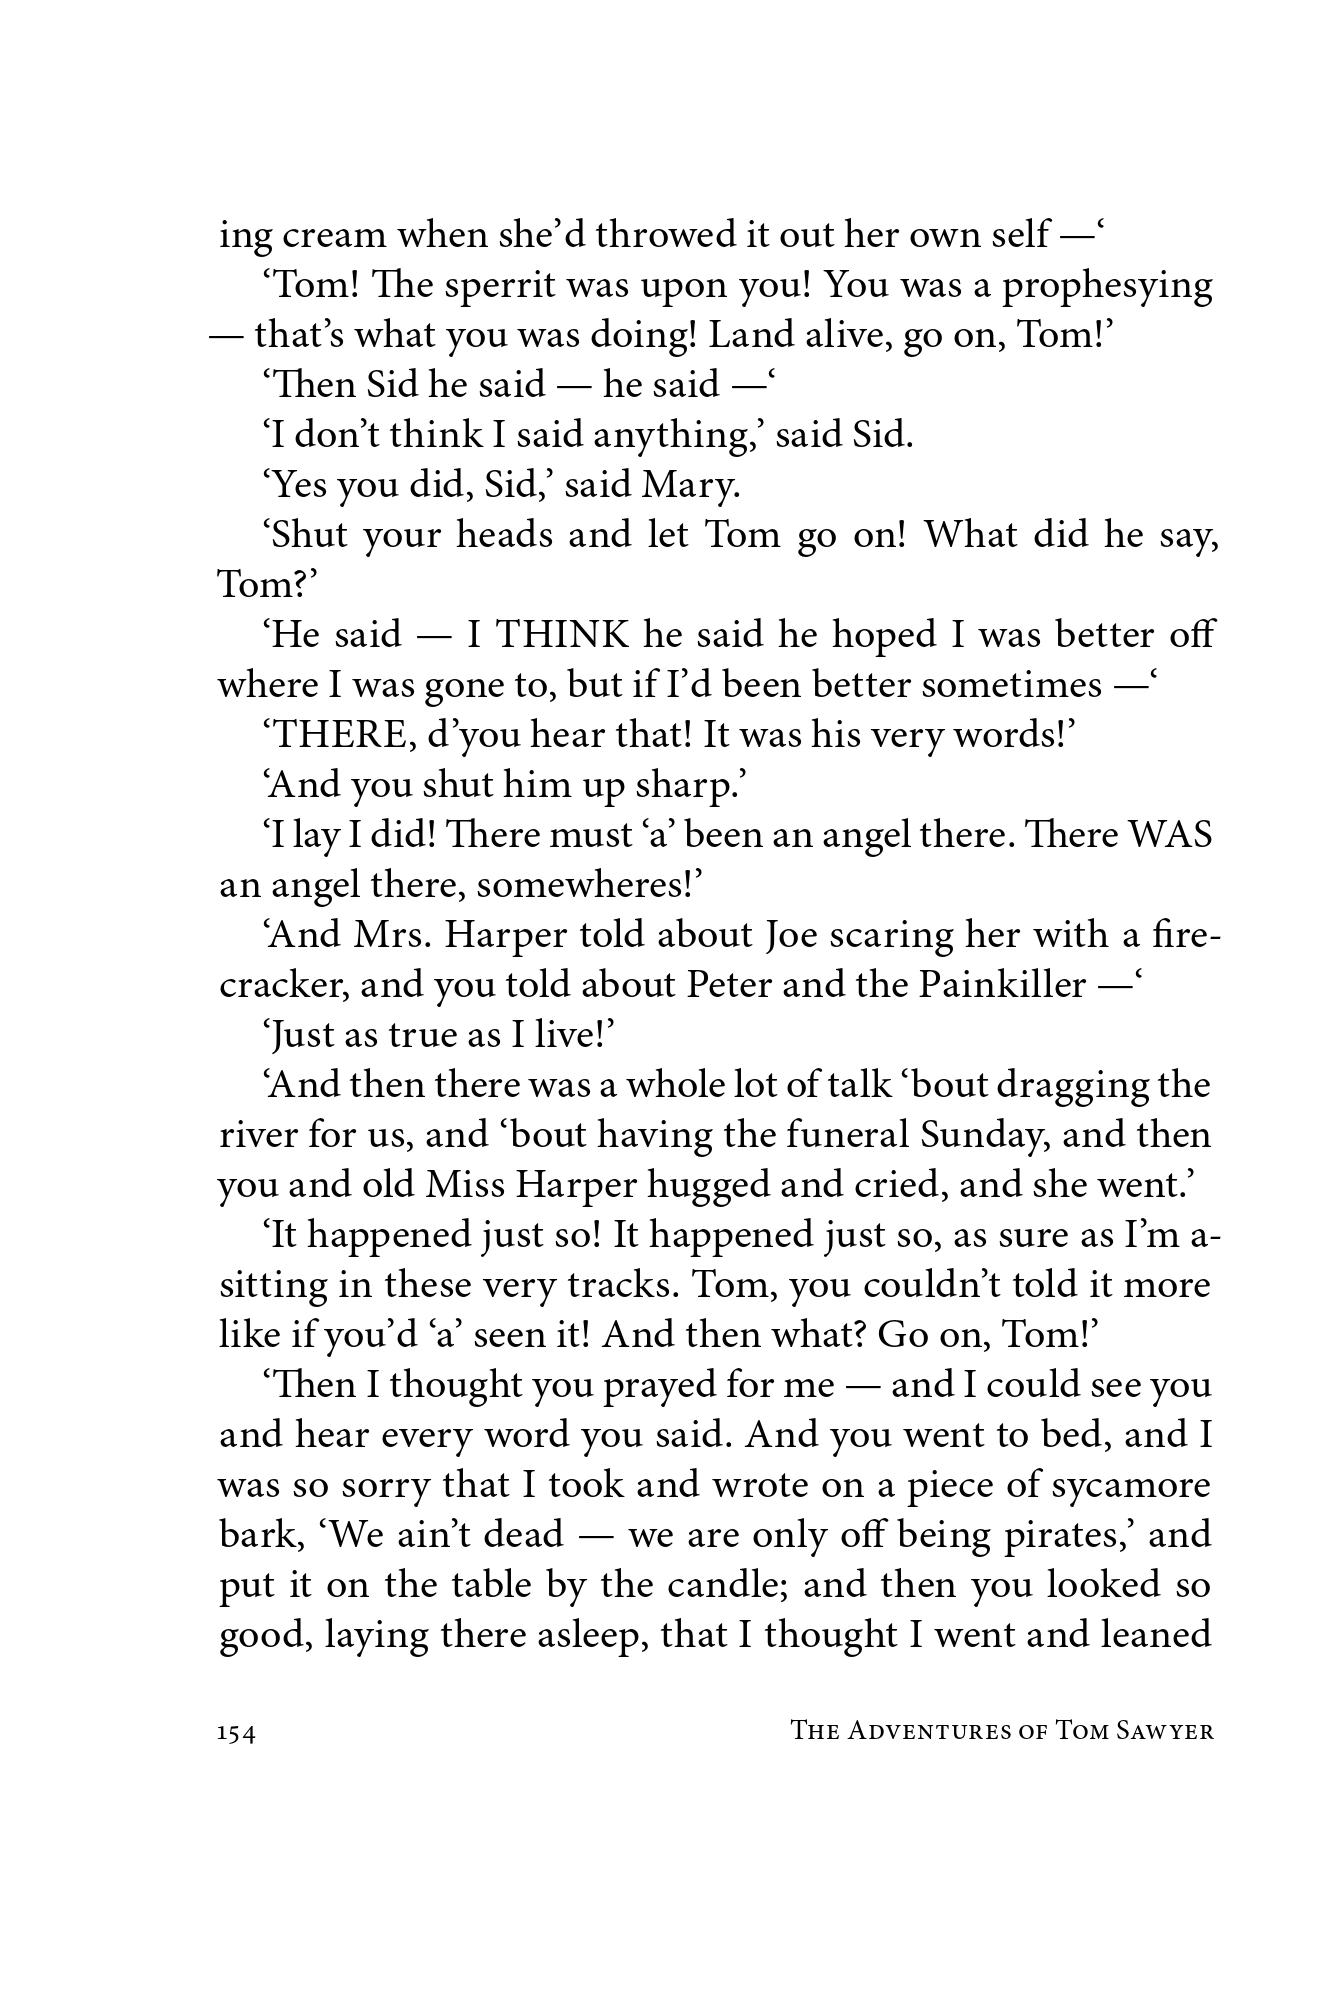 ing cream when she’d throwed it out her own self —‘
‘Tom! The sperrit was upon you! You was a prophesying
— that’s what you was doing! Land alive, go on, Tom!’
‘Then Sid he said — he said —‘
‘I don’t think I said anything,’ said Sid.
‘Yes you did, Sid,’ said Mary.
‘Shut your heads and let Tom go on! What did he say,
Tom?’
‘He said — I THINK he said he hoped I was better off
where I was gone to, but if I’d been better sometimes —‘
‘THERE, d’you hear that! It was his very words!’
‘And you shut him up sharp.’
‘I lay I did! There must ‘a’ been an angel there. There WAS
an angel there, somewheres!’
‘And Mrs. Harper told about Joe scaring her with a fire-
cracker, and you told about Peter and the Painkiller —‘
‘Just as true as I live!’
‘And then there was a whole lot of talk ‘bout dragging the
river for us, and ‘bout having the funeral Sunday, and then
you and old Miss Harper hugged and cried, and she went.’
‘It happened just so! It happened just so, as sure as I’m a-
sitting in these very tracks. Tom, you couldn’t told it more
like if you’d ‘a’ seen it! And then what? Go on, Tom!’
‘Then I thought you prayed for me — and I could see you
and hear every word you said. And you went to bed, and I
was so sorry that I took and wrote on a piece of sycamore
bark, ‘We ain’t dead — we are only off being pirates,’ and
put it on the table by the candle; and then you looked so
good, laying there asleep, that I thought I went and leaned
154 The Adventures of Tom Sawyer